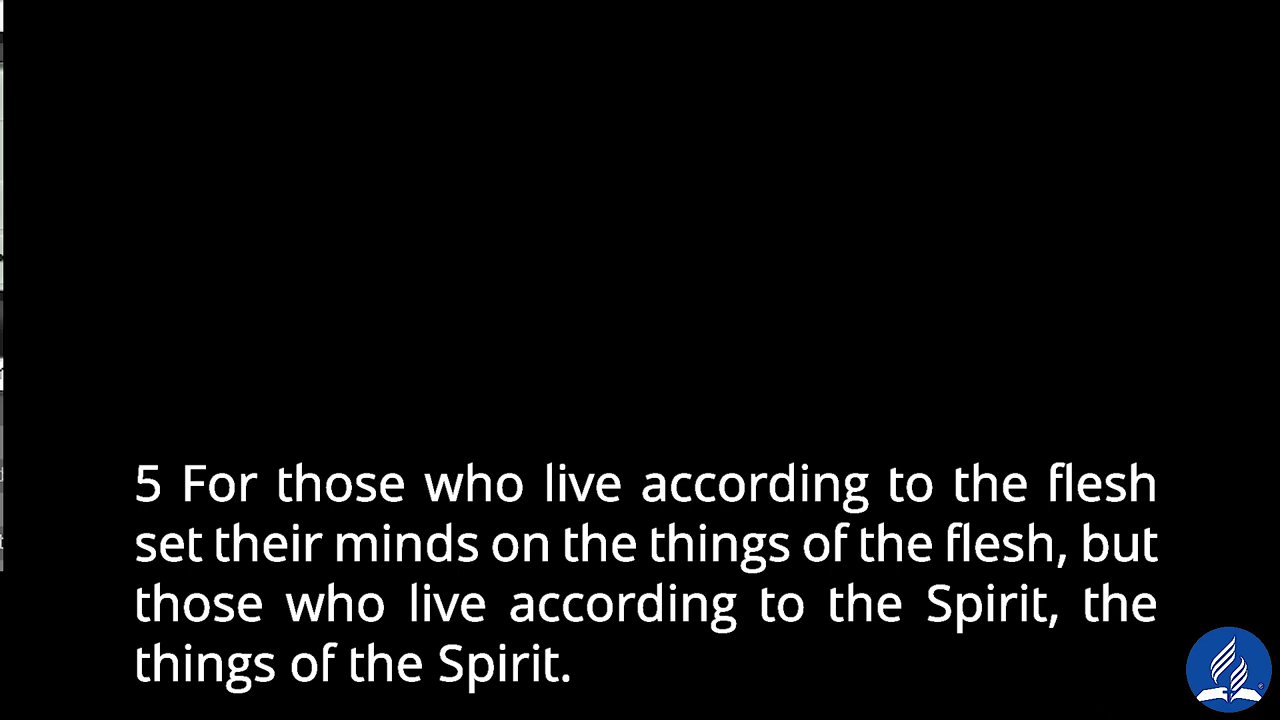 5 For those who live according to the flesh
set their minds on the things of the flesh, but
those who live according to the Spirit, the
things of the Spirit.